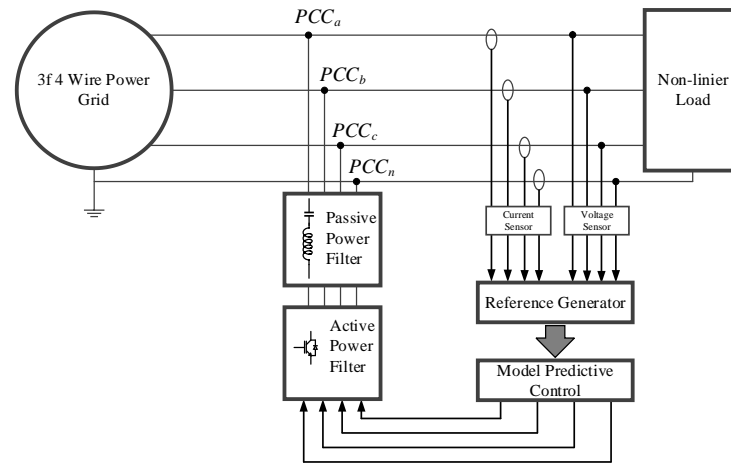 PCCa
3f 4 Wire Power
Grid
PCCb
Non-linier
Load
PCCc
PCCn
Passive
Power
Filter
Current
Sensor
Voltage
Sensor
Reference Generator
Active
Power
Filter
Model Predictive
Control